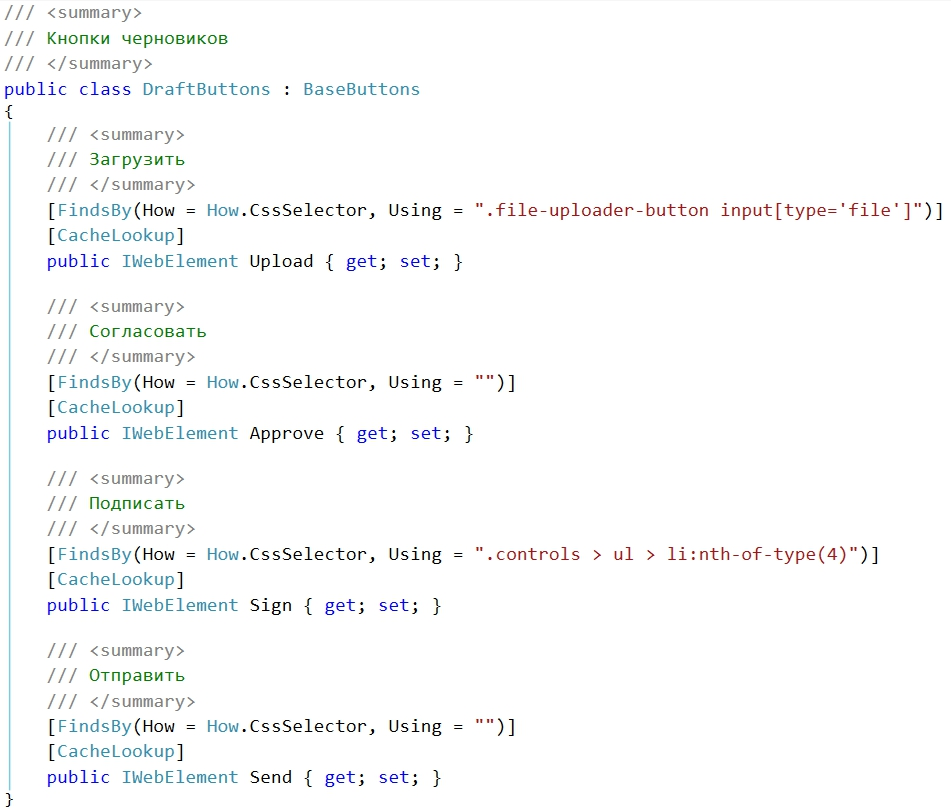 /// <summary>
/// Кнопки черновиков
/// </summary>
public class DraftButtons : BaseButtons
{
/// <summary>
/// Загрузить
/// </summary>
[FindsBy(How = How.CssSelector, Using = ".file-uploader-button input[type='file']")]
[CacheLookup]
public IWebElement Upload { get; set; }
/// <summary>
/// Согласовать
/// </summary>
[FindsBy(How = How.CssSelector, Using = "")]
[CacheLookup]
public IWebElement Approve { get; set; }
/// <summary>
/// Подписать
/// </summary>
[FindsBy(How = How.CssSelector, Using = ".controls > ul > li:nth-of-type(4)")]
[CacheLookup]
public IWebElement Sign { get; set; }
/// <summary>
/// Отправить
/// </summary>
[FindsBy(How = How.CssSelector, Using = "")]
[CacheLookup]
public IWebElement Send { get; set; }
}